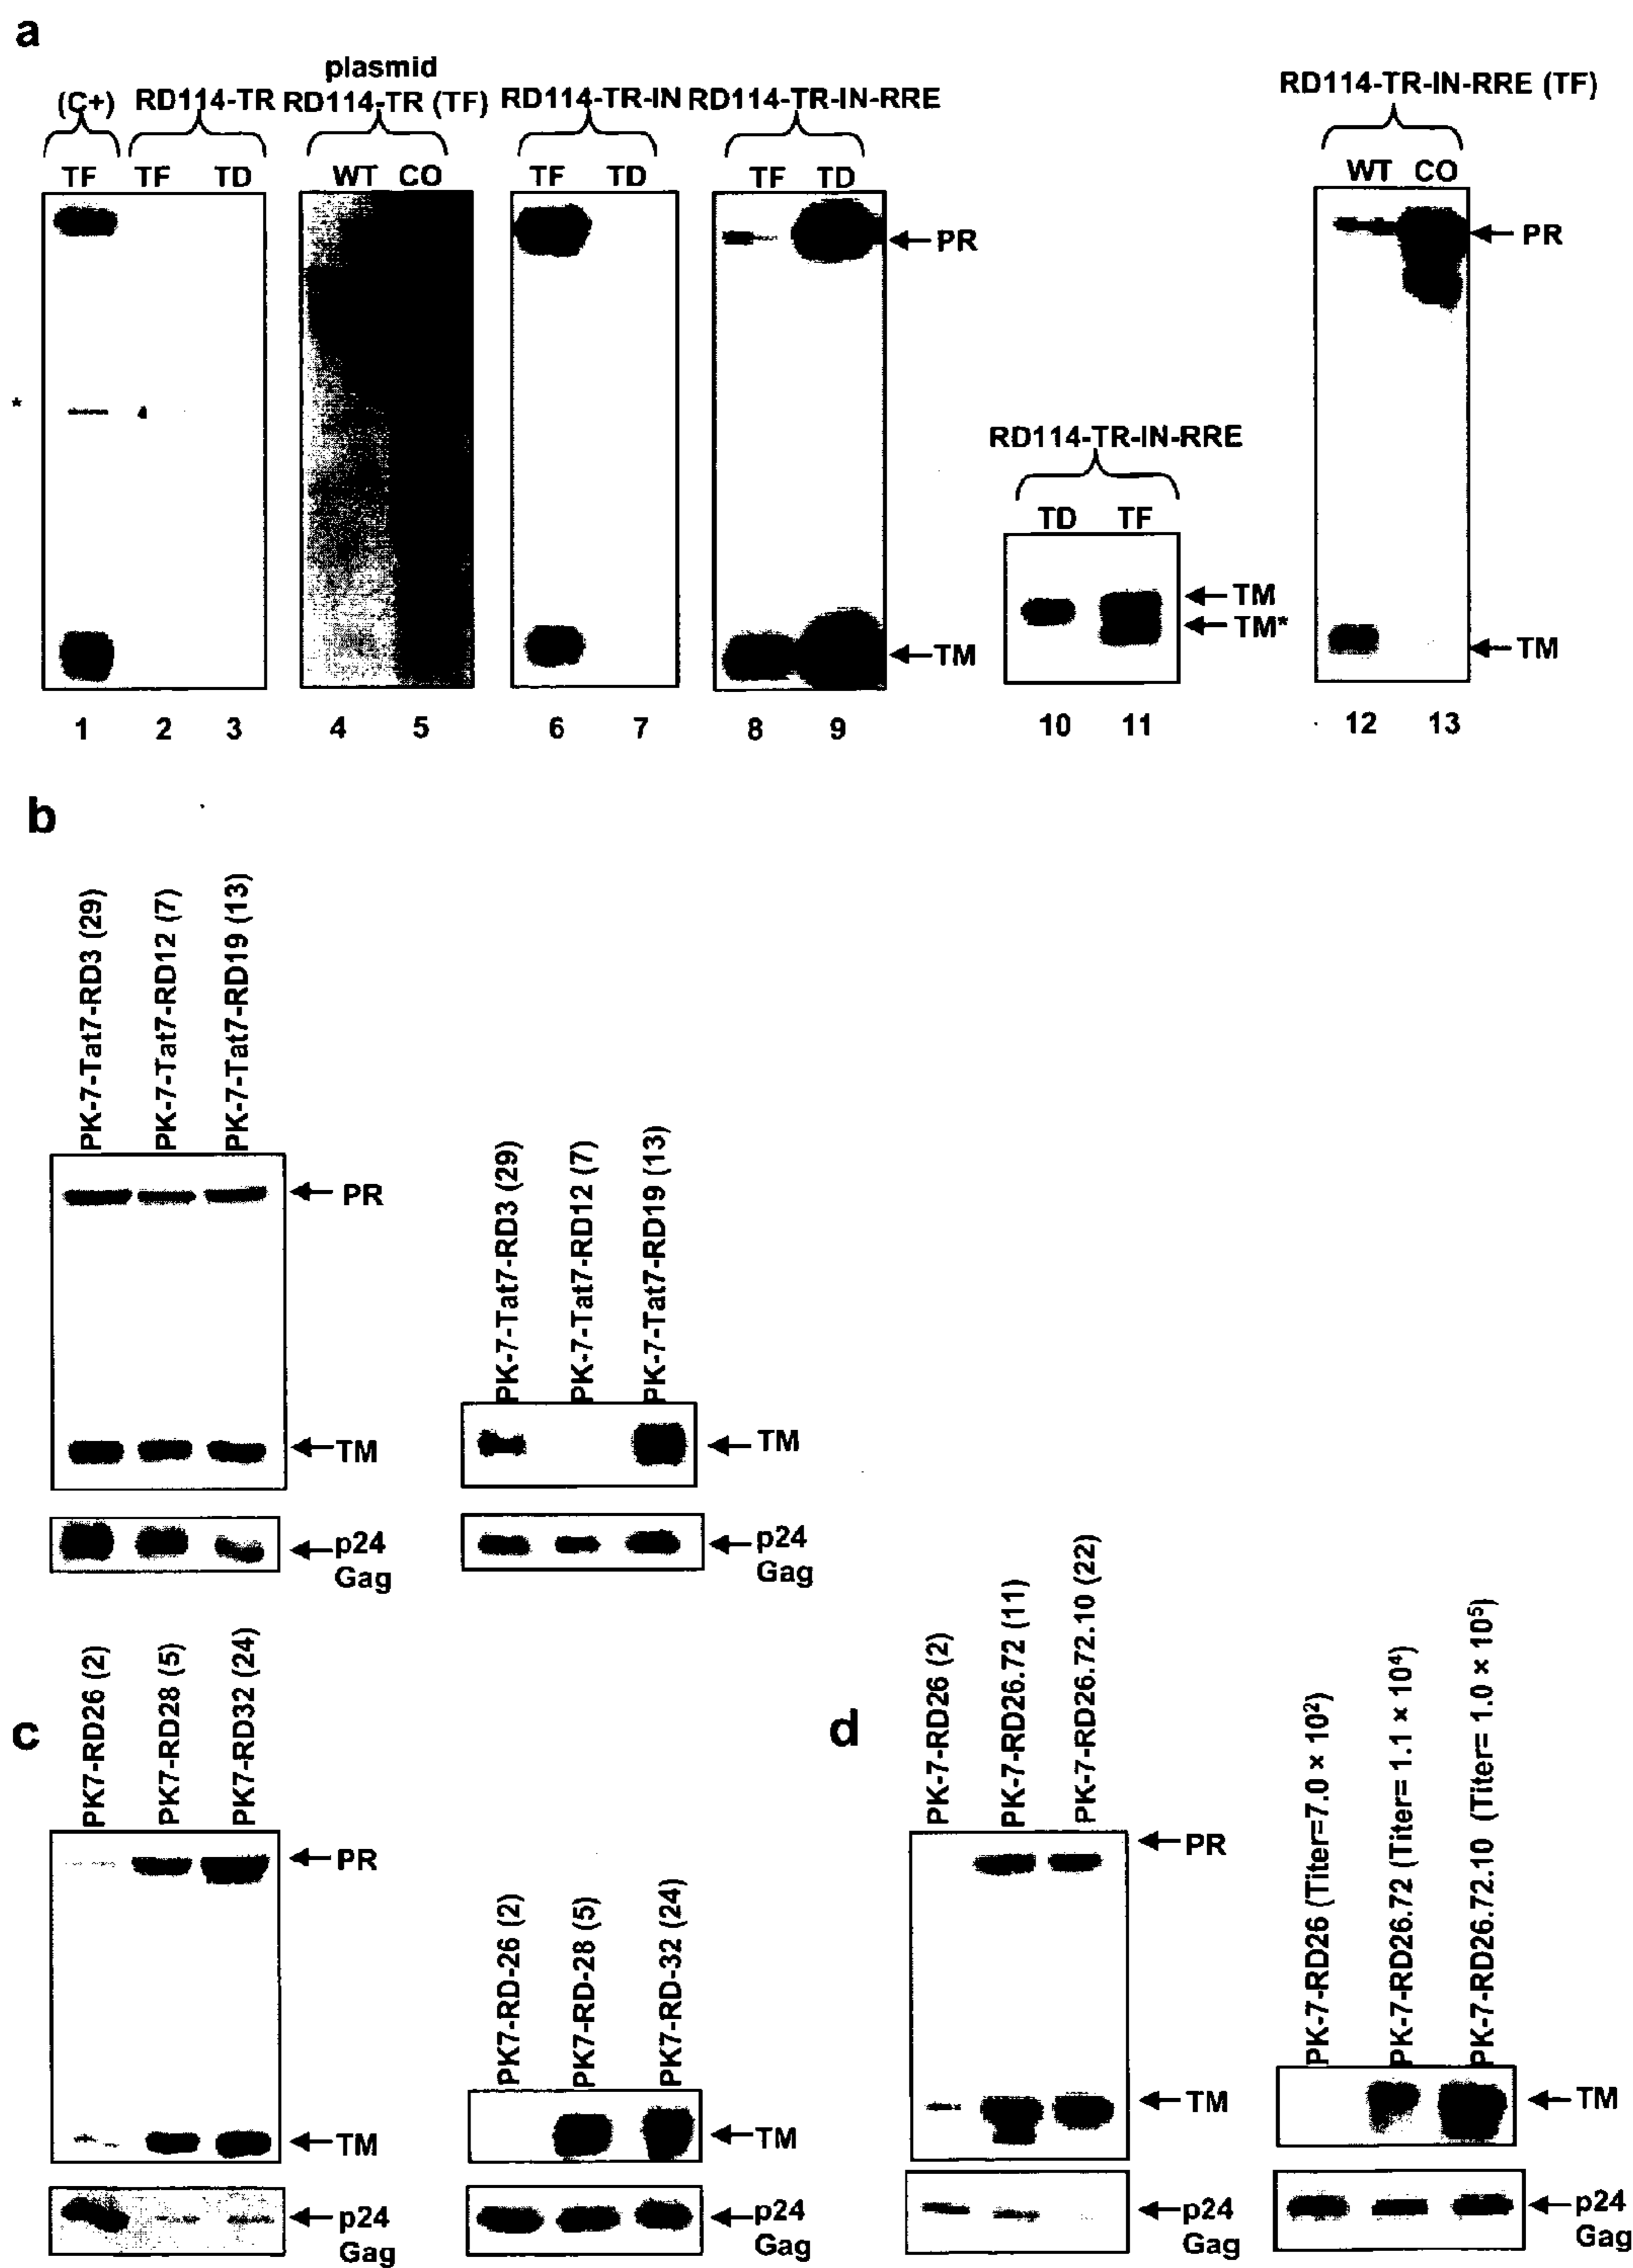 a
plasmid
(C+) RD114-TR RD114-TR (TF) RD114-TR-IN RD114-TR-IN-RRE
RD114-TR-IN-RRE (TF)
TF TF TD WT CO TF TD TF TD
WT CO
PR
PR
*
RD114-TR-IN-RRE
TD TF
TM
TM*
TM
TM
1 2 3 4 5 6 7 8 9 10 11 12 13
b
PK-7-Tat7-RD3 (29)
PK-7-Tat7-RD12 (7)
PK-7-Tat7-RD19 (13)
PR
TM
p24
Gag
PK-7-Tat7-RD3 (29)
PK-7-Tat7-RD12 (7)
PK-7-Tat7-RD19 (13)
TM
p24
Gag
c
PK7-RD26 (2)
PK7-RD28 (5)
PK7-RD32 (24)
PR
TM
p24
Gag
PK7-RD-26 (2)
PK7-RD-28 (5)
PK7-RD-32 (24)
TM
p24
Gag
d
PK-7-RD26 (2)
PK-7-RD26.72 (11)
PK-7-RD26.72.10 (22)
PR
TM
p24
Gag
PK-7-RD26 (Titer=7.0 × 10²)
PK-7-RD26.72 (Titer= 1.1 × 10⁴)
PK-7-RD26.72.10 (Titer= 1.0 × 10⁵)
TM
p24
Gag